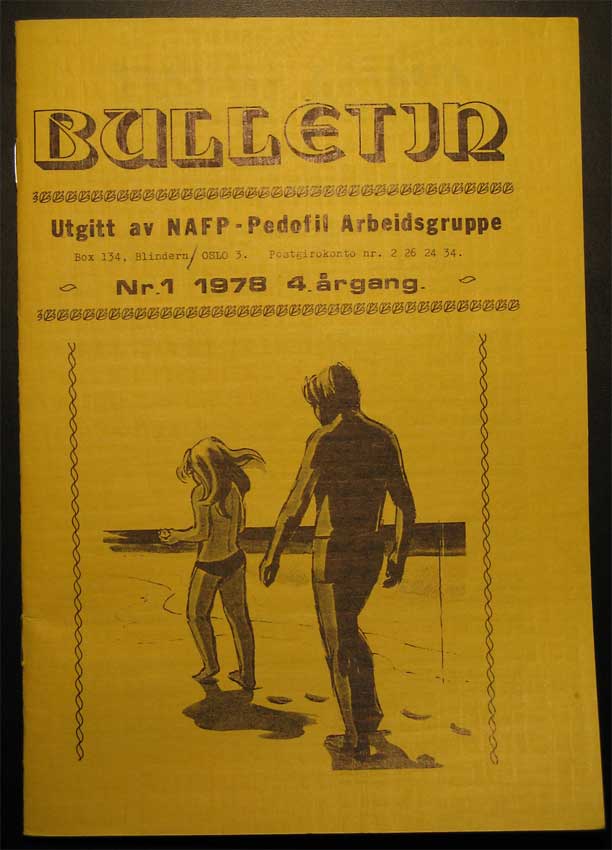 BULLETIN
Utgitt av NAFP-Pedofil Arbeidsgruppe
Box 134, Blindern/ OSLO 3. Postgirokonto nr. 2 26 24 34.
Nr.1 1978 4.årgang.